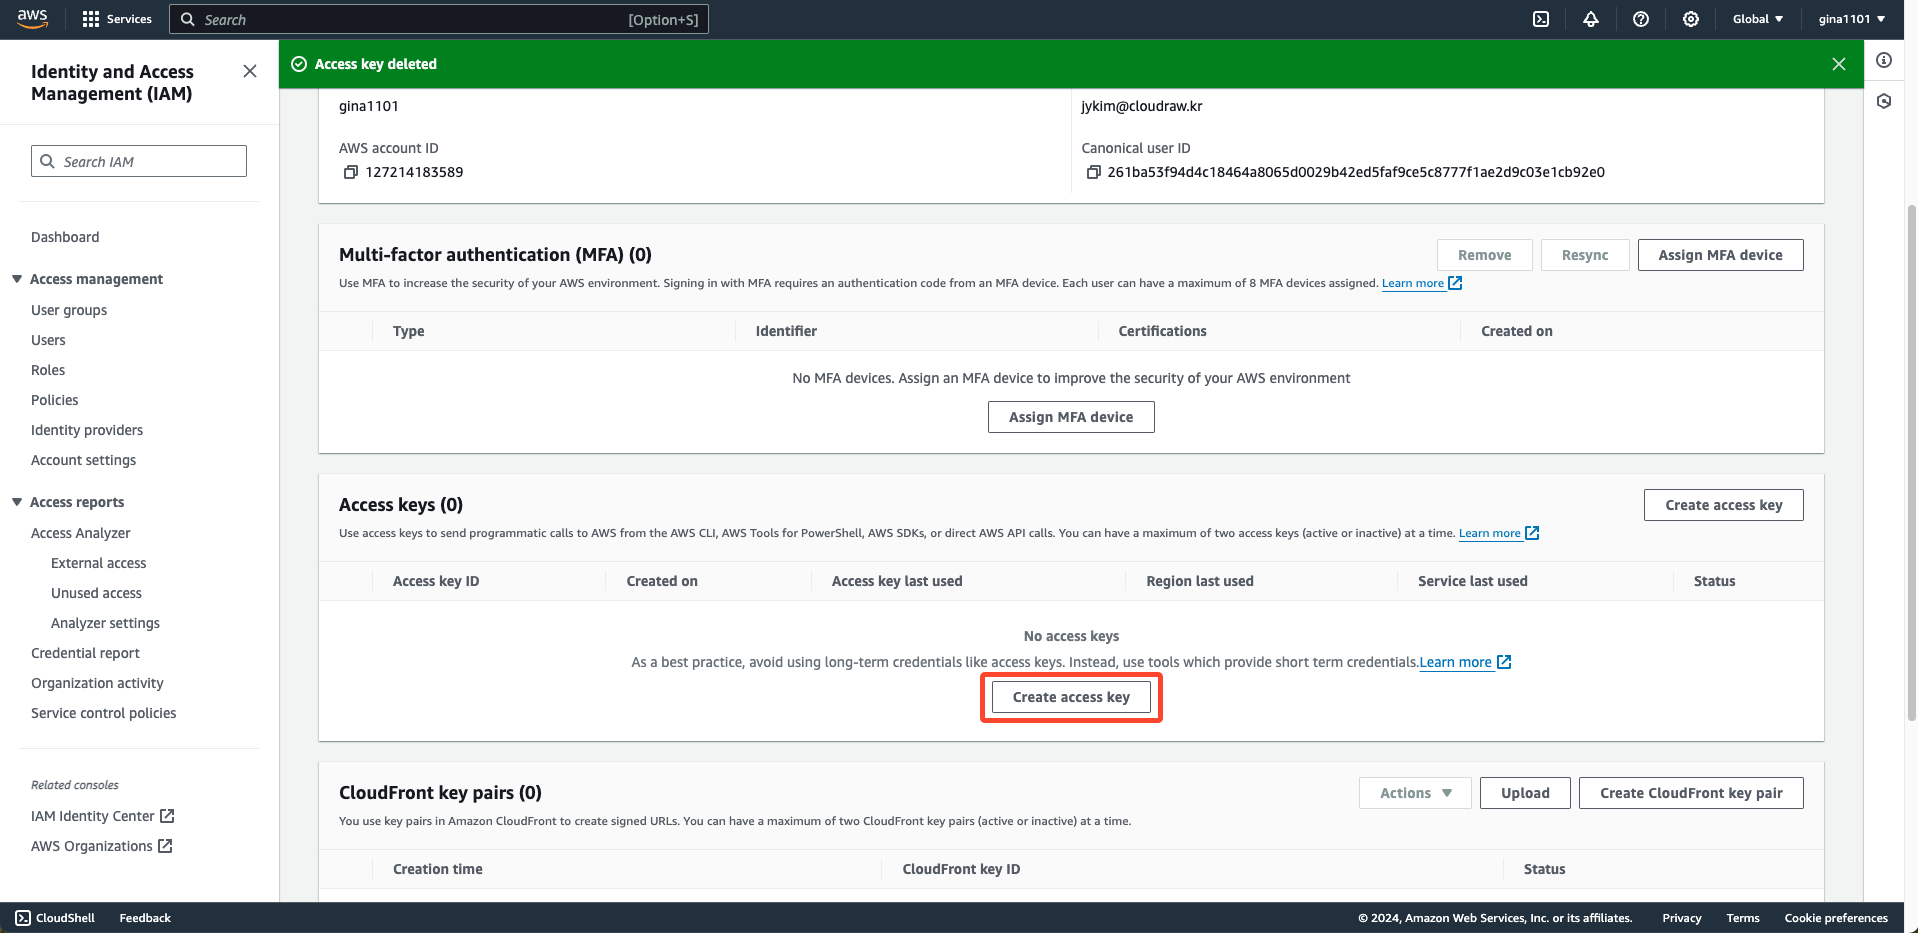 aws
Services
Search
[Option+S]
Global
gina1101
Identity and Access
Management (IAM)
Search IAM
Dashboard
Access management
User groups
Users
Roles
Policies
Identity providers
Account settings
Access reports
Access Analyzer
External access
Unused access
Analyzer settings
Credential report
Organization activity
Service control policies
Related consoles
IAM Identity Center
AWS Organizations
Access key deleted
gina1101
jykim@cloudraw.kr
AWS account ID
127214183589
Canonical user ID
261ba53f94d4c18464a8065d0029b42ed5faf9ce5c8777f1ae2d9c03e1cb92e0
Multi-factor authentication (MFA) (0)
Remove
Resync
Assign MFA device
Use MFA to increase the security of your AWS environment. Signing in with MFA requires an authentication code from an MFA device. Each user can have a maximum of 8 MFA devices assigned. Learn more
Type
Identifier
Certifications
Created on
No MFA devices. Assign an MFA device to improve the security of your AWS environment
Assign MFA device
Access keys (0)
Create access key
Use access keys to send programmatic calls to AWS from the AWS CLI, AWS Tools for PowerShell, AWS SDKs, or direct AWS API calls. You can have a maximum of two access keys (active or inactive) at a time. Learn more
Access key ID
Created on
Access key last used
Region last used
Service last used
Status
No access keys
As a best practice, avoid using long-term credentials like access keys. Instead, use tools which provide short term credentials.Learn more
Create access key
CloudFront key pairs (0)
Actions
Upload
Create CloudFront key pair
You use key pairs in Amazon CloudFront to create signed URLs. You can have a maximum of two CloudFront key pairs (active or inactive) at a time.
Creation time
CloudFront key ID
Status
CloudShell
Feedback
© 2024, Amazon Web Services, Inc. or its affiliates.
Privacy
Terms
Cookie preferences